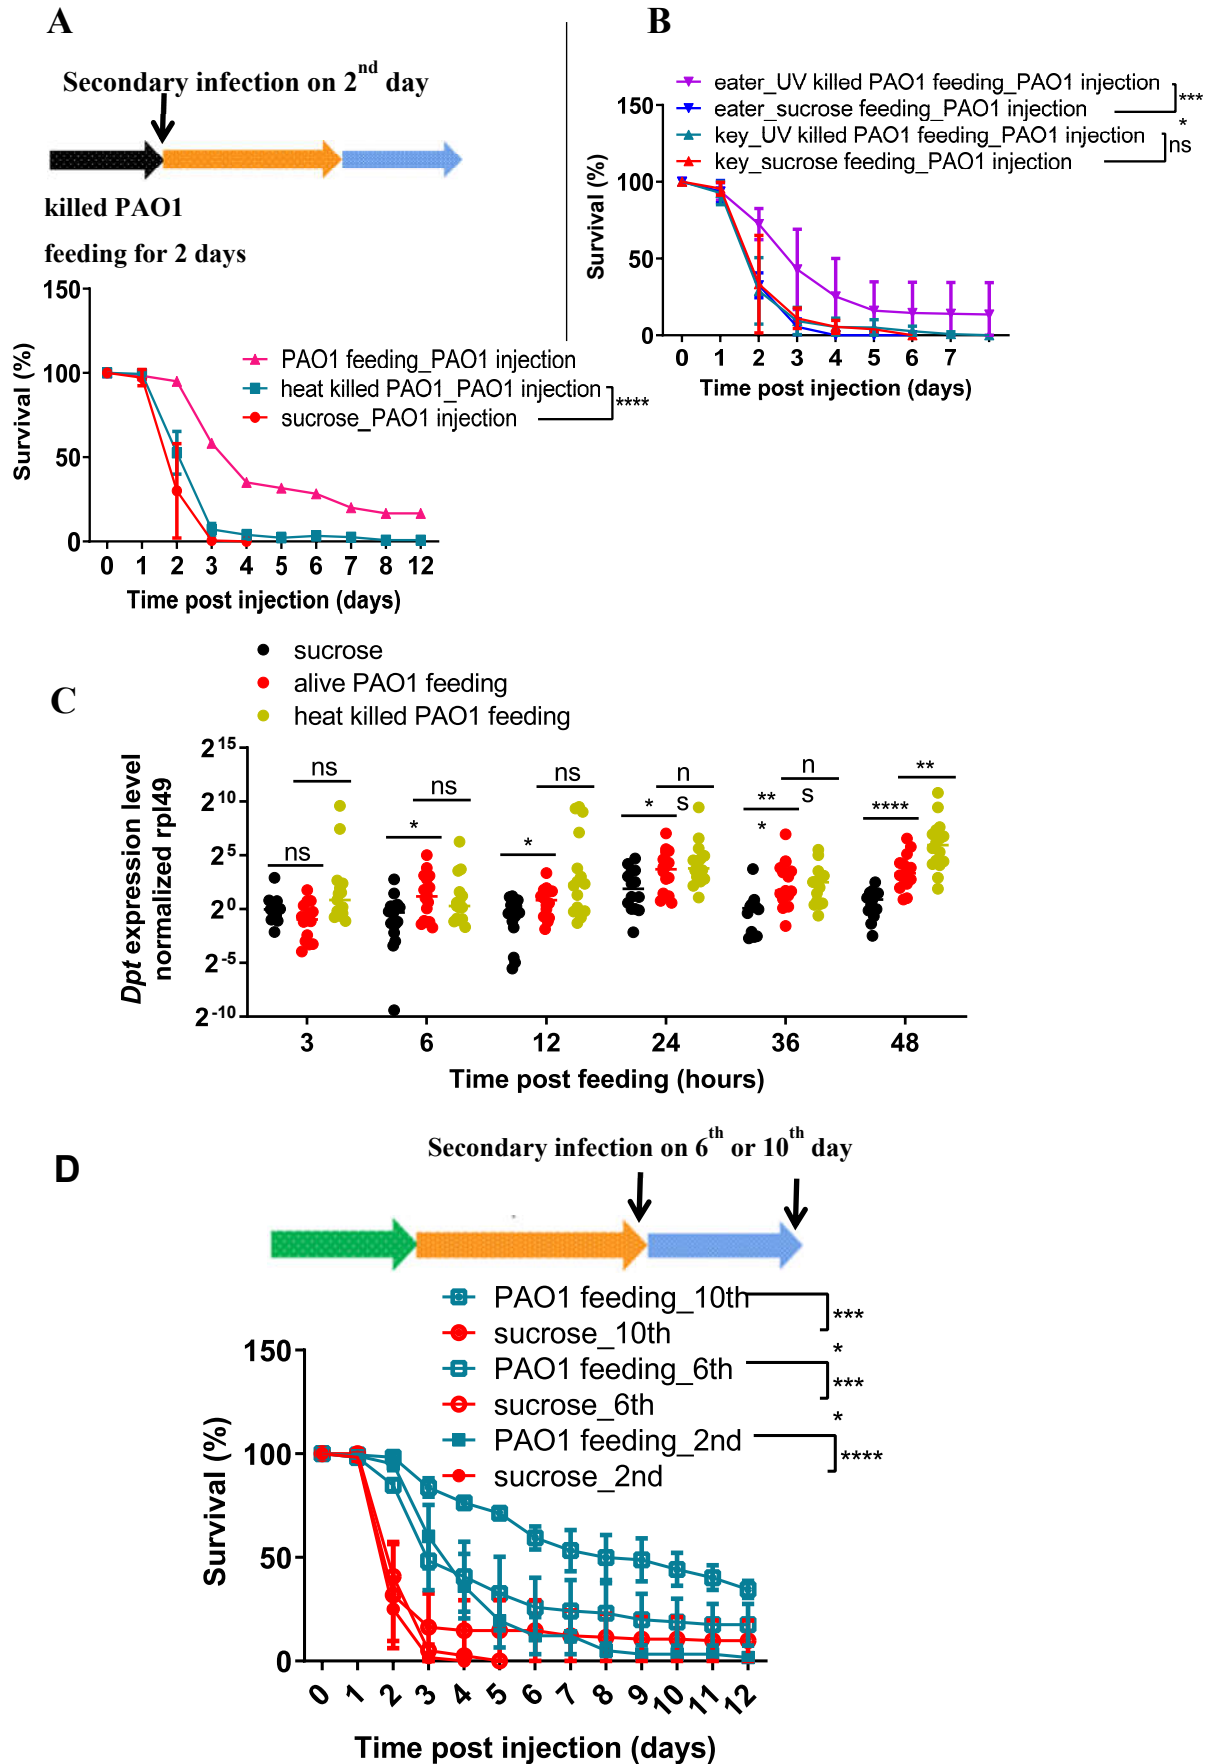 A
Secondary infection on 2nd day
killed PAO1
feeding for 2 days
150
100
50
0
Survival (%)
PAO1 feeding_PAO1 injection
heat killed PAO1_PAO1 injection
sucrose_PAO1 injection
****
0 1 2 3 4 5 6 7 8 12
Time post injection (days)
B
eater_UV killed PAO1 feeding_PAO1 injection
eater_sucrose feeding_PAO1 injection
key_UV killed PAO1 feeding_PAO1 injection
key_sucrose feeding_PAO1 injection
***
*
ns
150
100
50
0
Survival (%)
0 1 2 3 4 5 6 7
Time post injection (days)
sucrose
alive PAO1 feeding
heat killed PAO1 feeding
C
Dpt expression level
normalized rpl49
2^15
2^10
2^5
2^0
2^-5
2^-10
ns
ns
ns
*
ns
*
n
s
*
n
s
**
*
**
****
3 6 12 24 36 48
Time post feeding (hours)
D
Secondary infection on 6th or 10th day
PAO1 feeding_10th
sucrose_10th
PAO1 feeding_6th
sucrose_6th
PAO1 feeding_2nd
sucrose_2nd
***
*
***
*
****
150
100
50
0
Survival (%)
0 1 2 3 4 5 6 7 8 9 10 11 12
Time post injection (days)